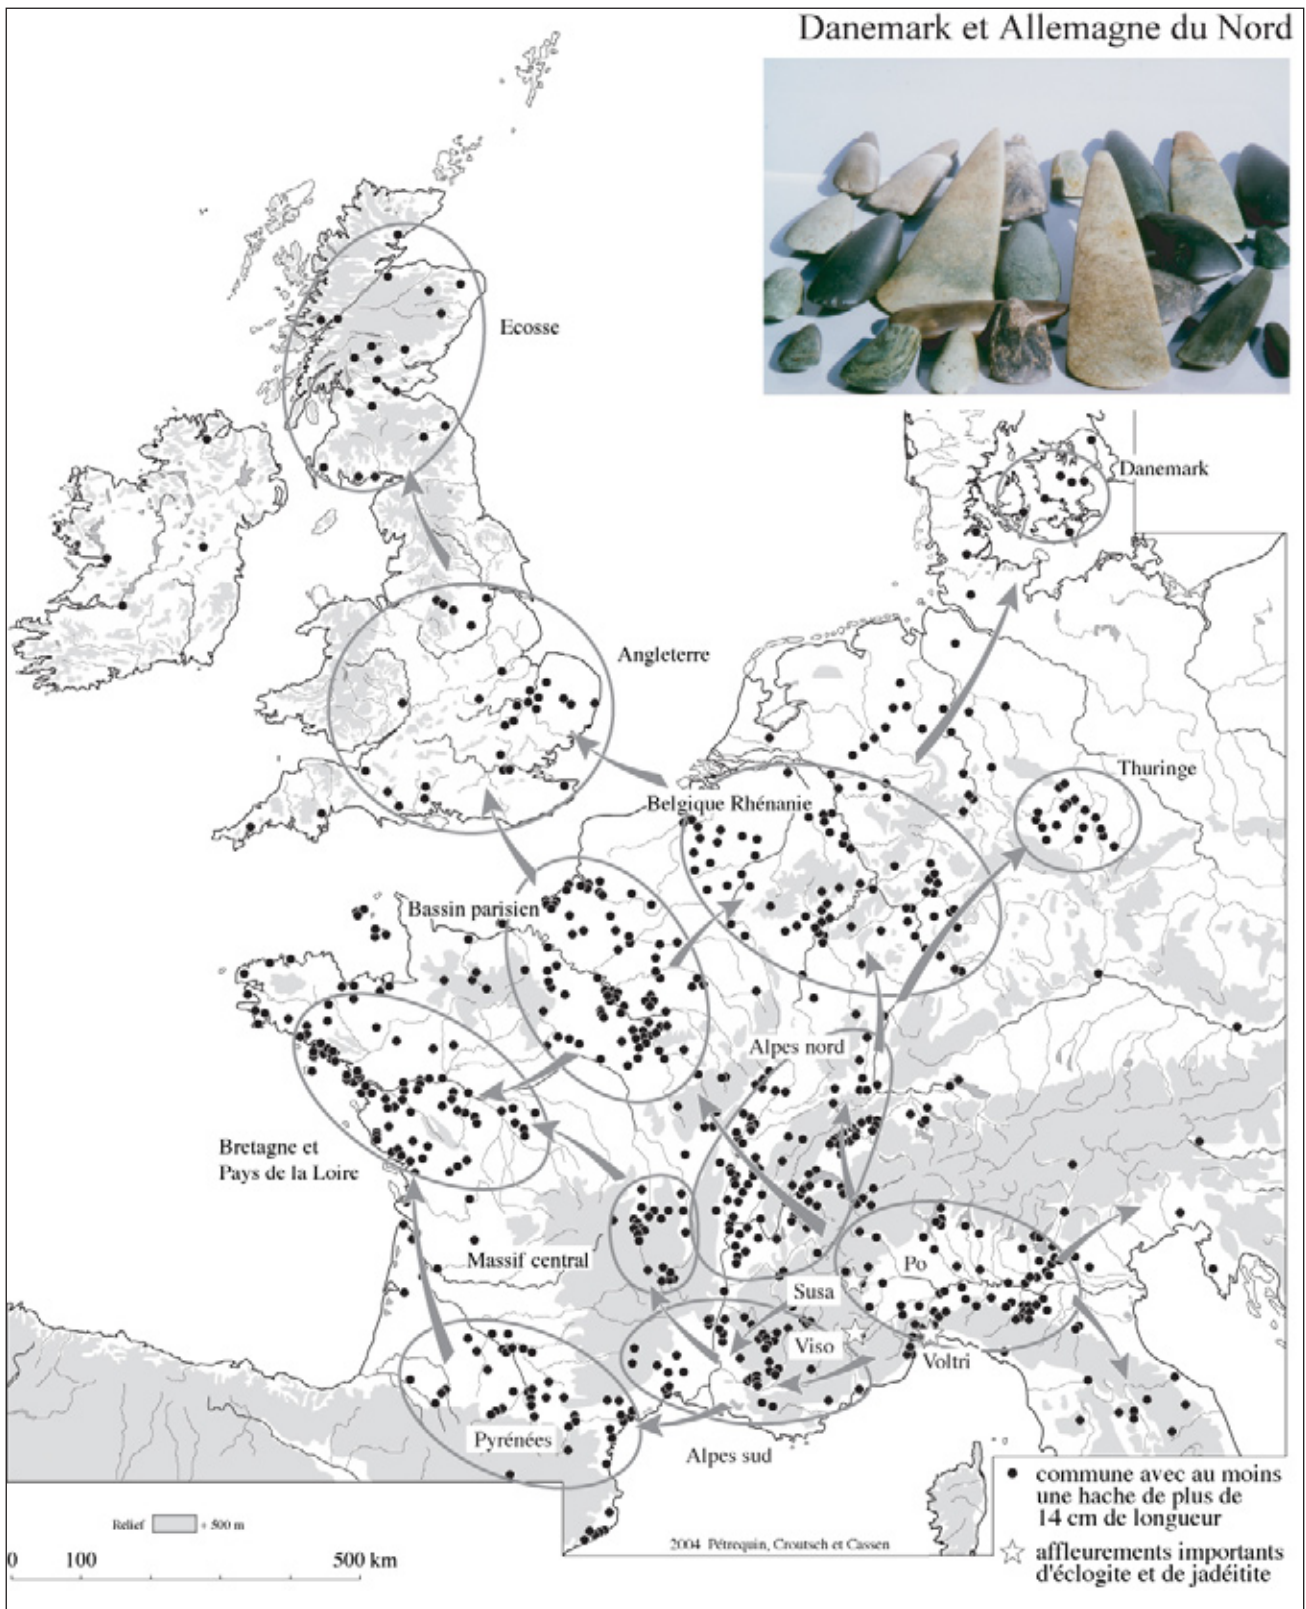 Danemark et Allemagne du Nord
Ecosse
Danemark
Angleterre
Thuringe
Belgique Rhénanie
Bassin parisien
Alpes nord
Bretagne et
Pays de la Loire
Massif central
Po
Susa
Viso
Voltri
Pyrénées
Alpes sud
commune avec au moins
une hache de plus de
14 cm de longueur
Relief + 500 m
2004 Pétrequin, Croutsch et Cassen
affleurements importants
d'éclogite et de jadéitite
0 100 500 km